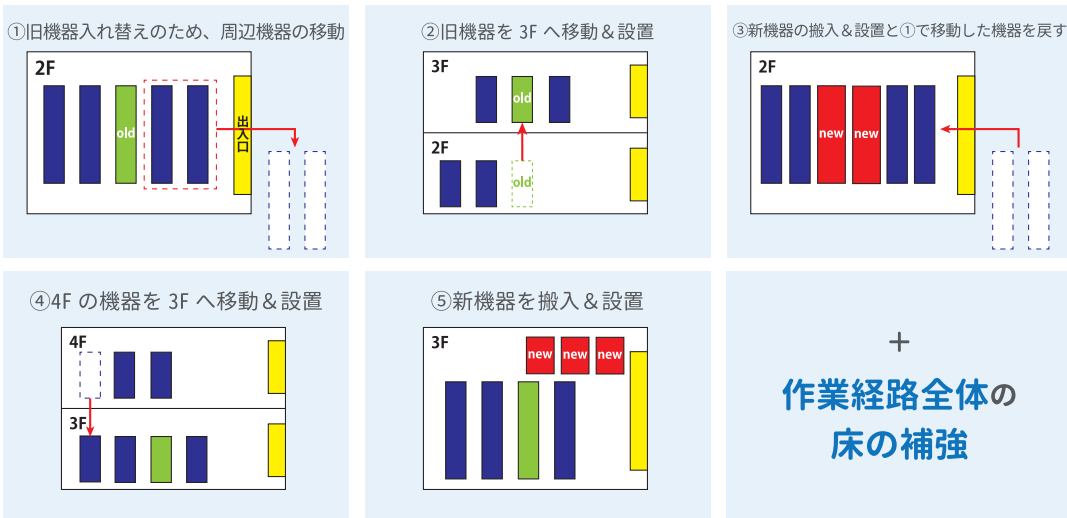 ①旧機器入れ替えのため、周辺機器の移動
2F
old
出入口
②旧機器を 3F へ移動＆設置
3F
old
2F
old
③新機器の搬入＆設置と①で移動した機器を戻す
2F
new
new
④4F の機器を 3F へ移動＆設置
4F
3F
⑤新機器を搬入＆設置
3F
new
new
new
＋
作業経路全体の
床の補強